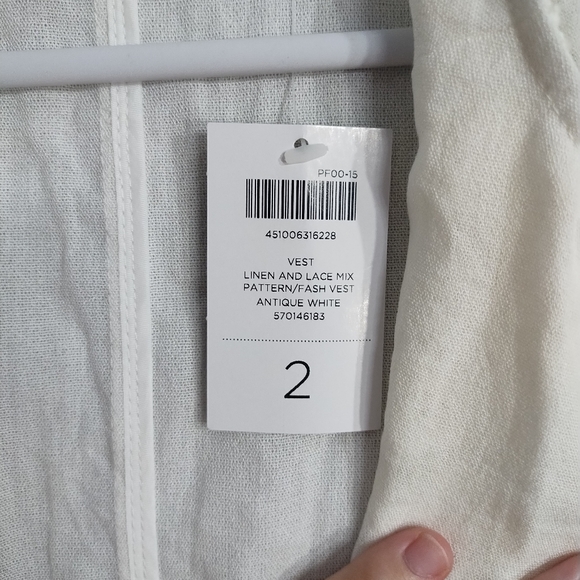 PF00-15
451006316228
VEST
LINEN AND LACE MIX
PATTERN/FASH VEST
ANTIQUE WHITE
570146183
2